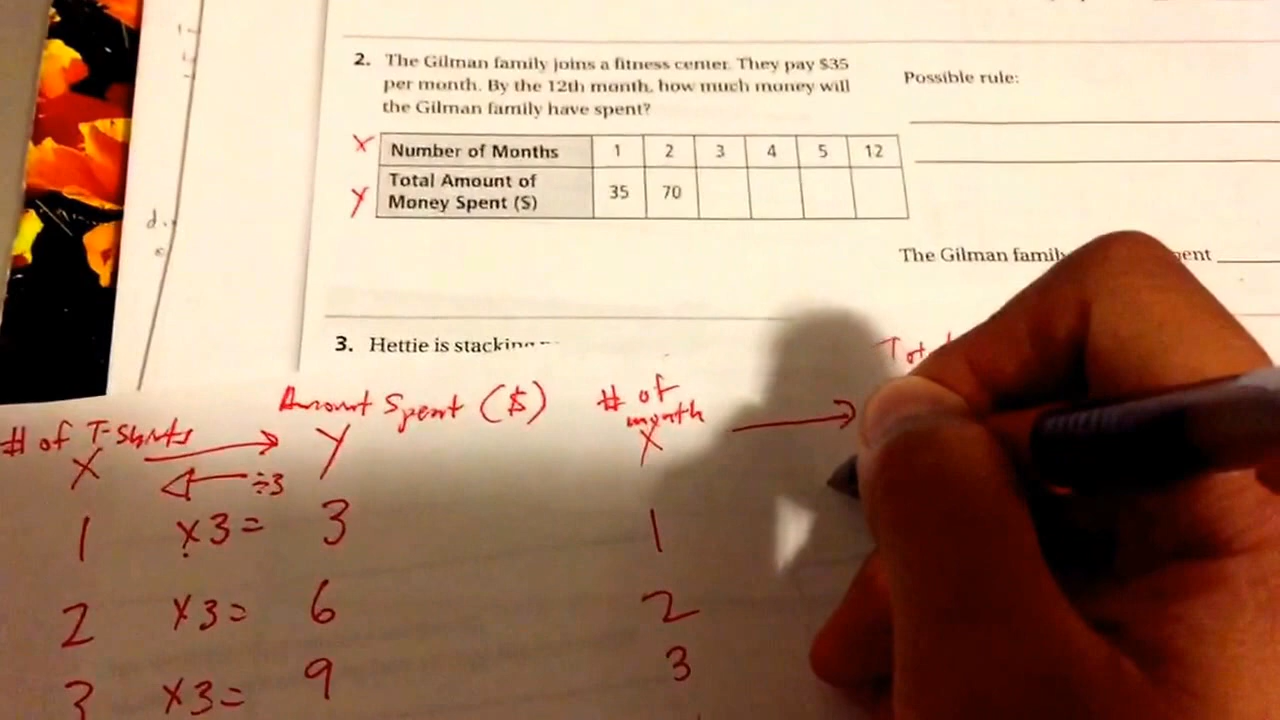 2. The Gilman family joins a fitness center. They pay $35
per month. By the 12th month, how much money will
the Gilman family have spent?
Possible rule:
X Number of Months 1 2 3 4 5 12
Y Total Amount of
Money Spent ($) 35 70
The Gilman
3. Hettie is stacking
# of T-shirts
X
Amount Spent ($)
Y
÷3
1 x3= 3
2 x3= 6
3 x3= 9
# of
month
X
1
2
3
d.